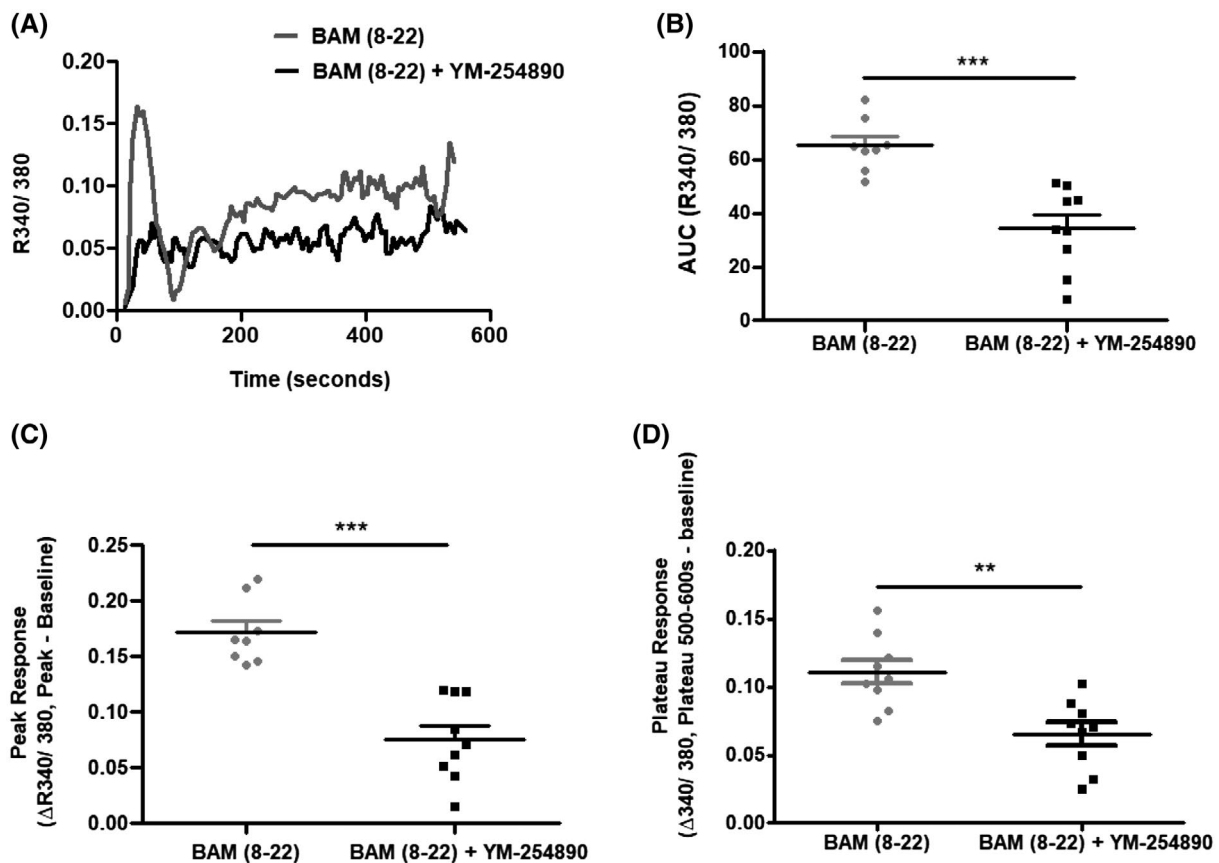 (A)
BAM (8-22)
BAM (8-22) + YM-254890
0.20
0.15
0.10
0.05
0.00
R340/ 380
0
200
400
600
Time (seconds)
(B)
***
100
80
60
40
20
0
AUC (R340/ 380)
BAM (8-22)
BAM (8-22) + YM-254890
(C)
***
0.25
0.20
0.15
0.10
0.05
0.00
Peak Response
(ΔR340/ 380, Peak - Baseline)
BAM (8-22)
BAM (8-22) + YM-254890
(D)
**
0.20
0.15
0.10
0.05
0.00
Plateau Response
(Δ340/ 380, Plateau 500-600s - baseline)
BAM (8-22)
BAM (8-22) + YM-254890